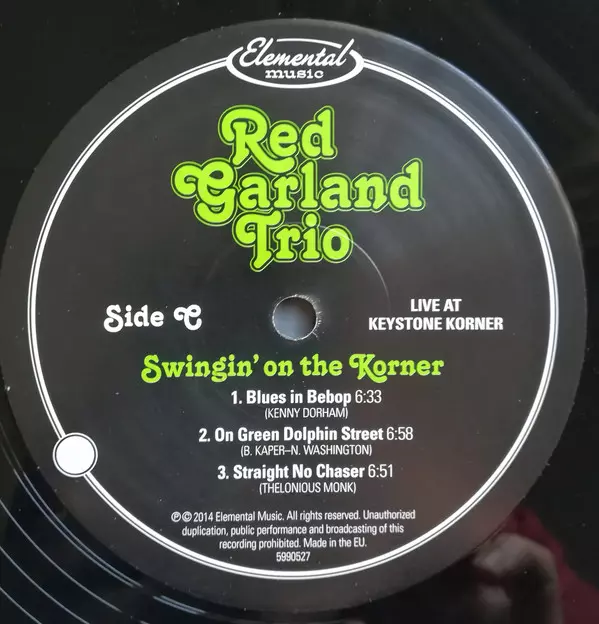 Elemental
music
Red
Garland
Trio
Side C
LIVE AT
KEYSTONE KORNER
Swingin' on the Korner
1. Blues in Bebop 6:33
(KENNY DORHAM)
2. On Green Dolphin Street 6:58
(B. KAPER–N. WASHINGTON)
3. Straight No Chaser 6:51
(THELONIOUS MONK)
℗© 2014 Elemental Music. All rights reserved. Unauthorized
duplication, public performance and broadcasting of this
recording prohibited. Made in the EU.
5990527